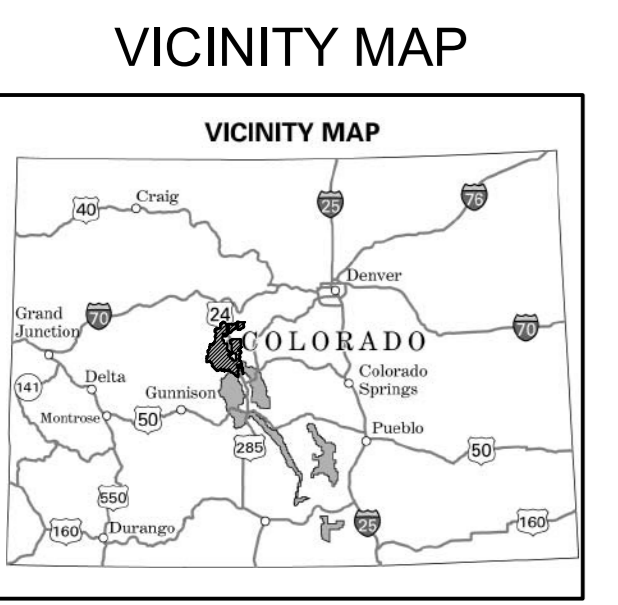 VICINITY MAP
VICINITY MAP
40
Craig
25
76
Denver
Grand
Junction
70
24
COLORADO
70
141
Delta
Gunnison
Colorado
Springs
Montrose
50
Pueblo
285
50
550
160
Durango
25
160